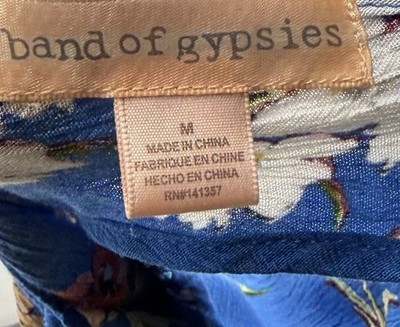 band of gypsies
M
MADE IN CHINA
FABRIQUE EN CHINE
HECHO EN CHINA
RN#141357